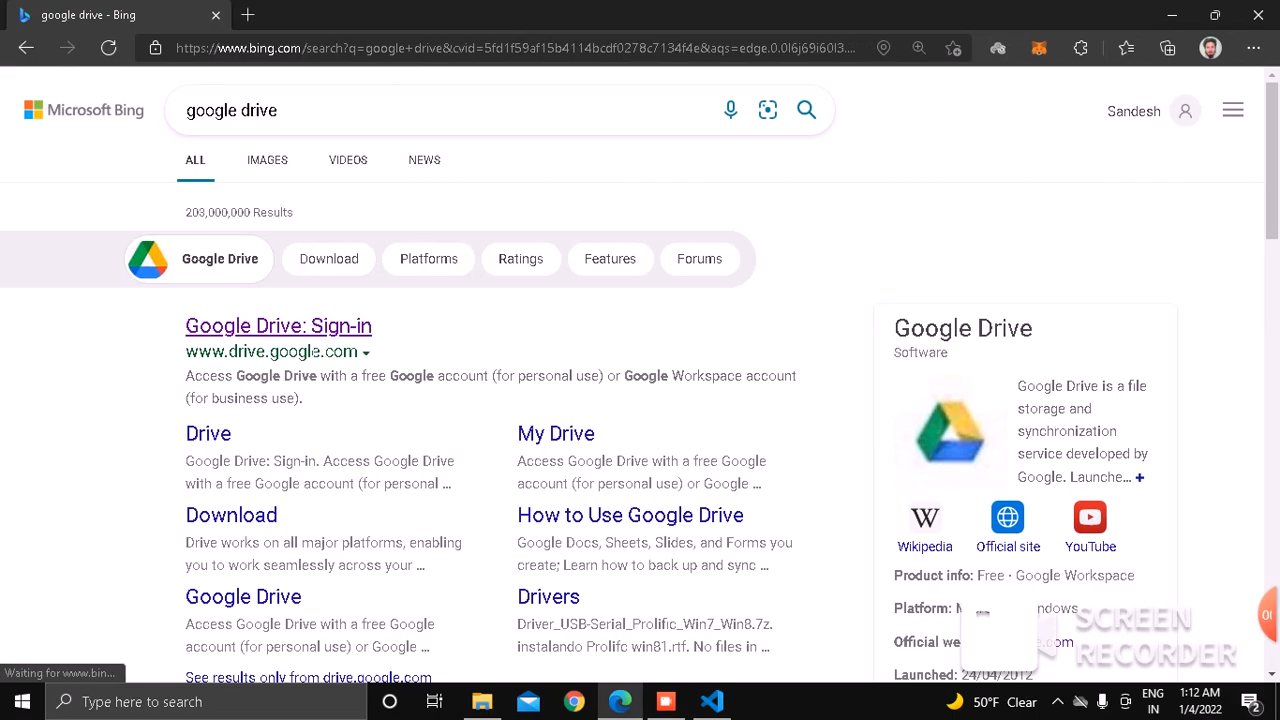 google drive - Bing
https://www.bing.com/search?q=google+drive&cvid=5fd1f59af15b4114bcdf0278c7134f4e&aqs=edge.0.0l6j69i60l3....
Microsoft Bing
google drive
Sandesh
ALL IMAGES VIDEOS NEWS
203,000,000 Results
Google Drive Download Platforms Ratings Features Forums
Google Drive: Sign-in
www.drive.google.com
Access Google Drive with a free Google account (for personal use) or Google Workspace account
(for business use).
Drive
Google Drive: Sign-in. Access Google Drive
with a free Google account (for personal ...
My Drive
Access Google Drive with a free Google
account (for personal use) or Google ...
Download
Drive works on all major platforms, enabling
you to work seamlessly across your ...
How to Use Google Drive
Google Docs, Sheets, Slides, and Forms you
create; Learn how to back up and sync ...
Google Drive
Access Google Drive with a free Google
account (for personal use) or Google ...
Drivers
Driver_USB-Serial_Prolific_Win7_Win8.7z.
instalando Prolifc win81.rtf. No files in ...
See results only from drive.google.com
Google Drive
Software
Google Drive is a file
storage and
synchronization
service developed by
Google. Launche... +
W
Wikipedia Official site YouTube
Product info: Free · Google Workspace
Platform:
Official
Launched: 24/04/2012
SCREEN
RECORDER
00
Waiting for www.bin...
Type here to search
50°F Clear
ENG
IN
1:12 AM
1/4/2022
2